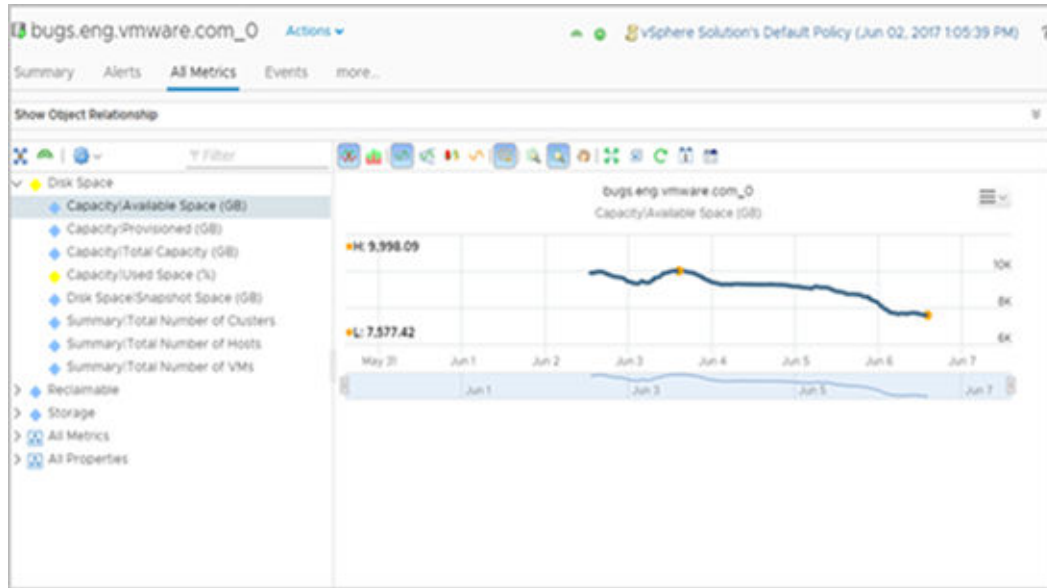 bugs.eng.vmware.com_0 Actions vSphere Solution's Default Policy (Jun 02, 2017 1:05:39 PM) ?
Summary Alerts All Metrics Events more...
Show Object Relationship
Filter
Disk Space
Capacity|Available Space (GB)
Capacity|Provisioned (GB)
Capacity|Total Capacity (GB)
Capacity|Used Space (%)
Disk Space|Snapshot Space (GB)
Summary|Total Number of Clusters
Summary|Total Number of Hosts
Summary|Total Number of VMs
Reclaimable
Storage
All Metrics
All Properties
bugs.eng.vmware.com_0
Capacity|Available Space (GB)
H: 9,998.09
10K
8K
L: 7,577.42
6K
May 31 Jun 1 Jun 2 Jun 3 Jun 4 Jun 5 Jun 6 Jun 7
Jun 1 Jun 3 Jun 5 Jun 7